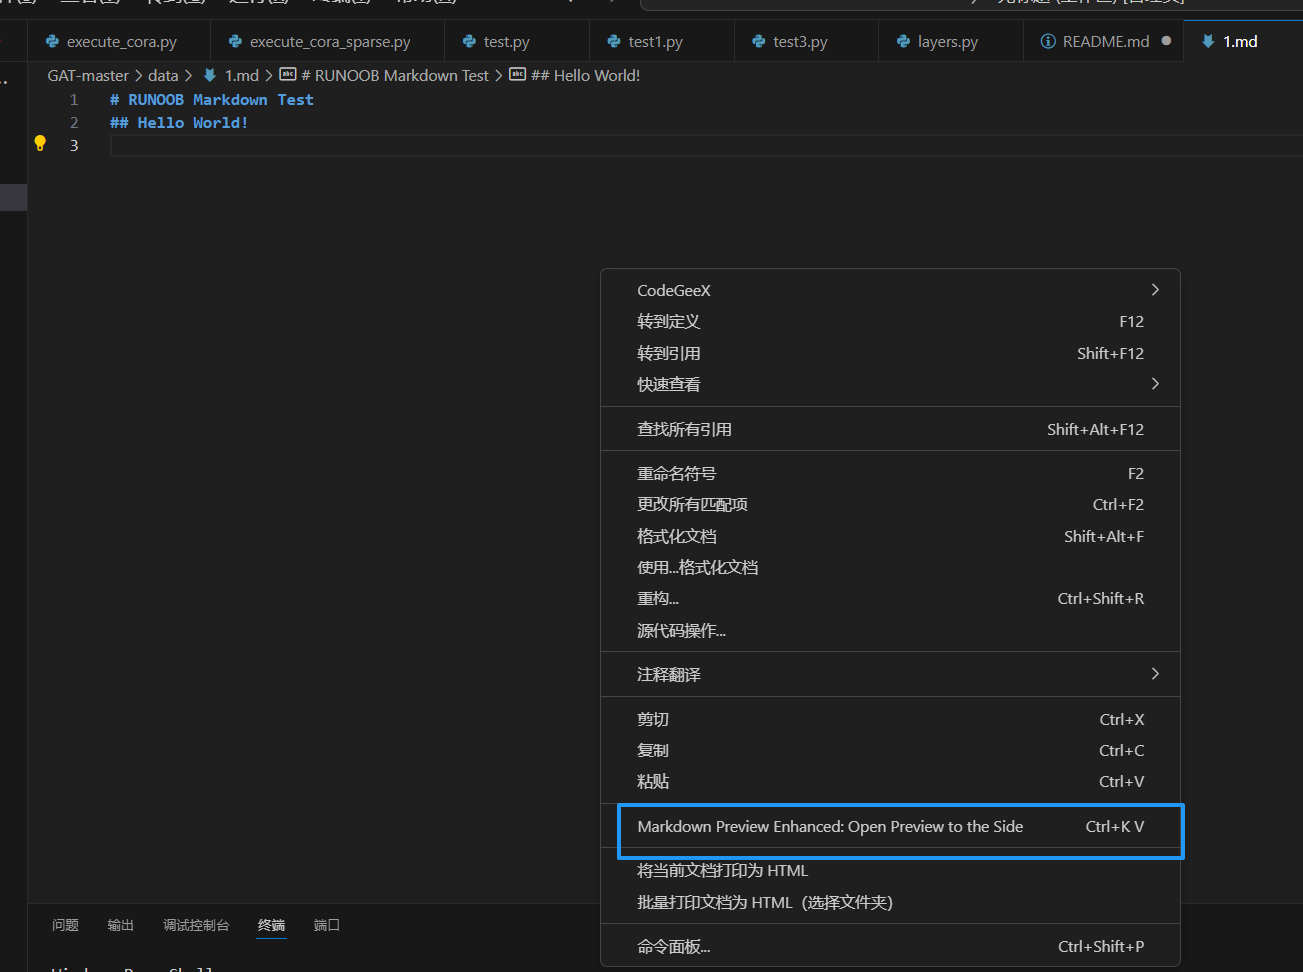 execute_cora.py execute_cora_sparse.py test.py test1.py test3.py layers.py README.md 1.md
GAT-master > data > 1.md > # RUNOOB Markdown Test > ## Hello World!
1 # RUNOOB Markdown Test
2 ## Hello World!
3
CodeGeeX
转到定义 F12
转到引用 Shift+F12
快速查看
查找所有引用 Shift+Alt+F12
重命名符号 F2
更改所有匹配项 Ctrl+F2
格式化文档 Shift+Alt+F
使用...格式化文档
重构... Ctrl+Shift+R
源代码操作...
注释翻译
剪切 Ctrl+X
复制 Ctrl+C
粘贴 Ctrl+V
Markdown Preview Enhanced: Open Preview to the Side Ctrl+K V
将当前文档打印为 HTML
批量打印文档为 HTML（选择文件夹）
命令面板... Ctrl+Shift+P
问题 输出 调试控制台 终端 端口